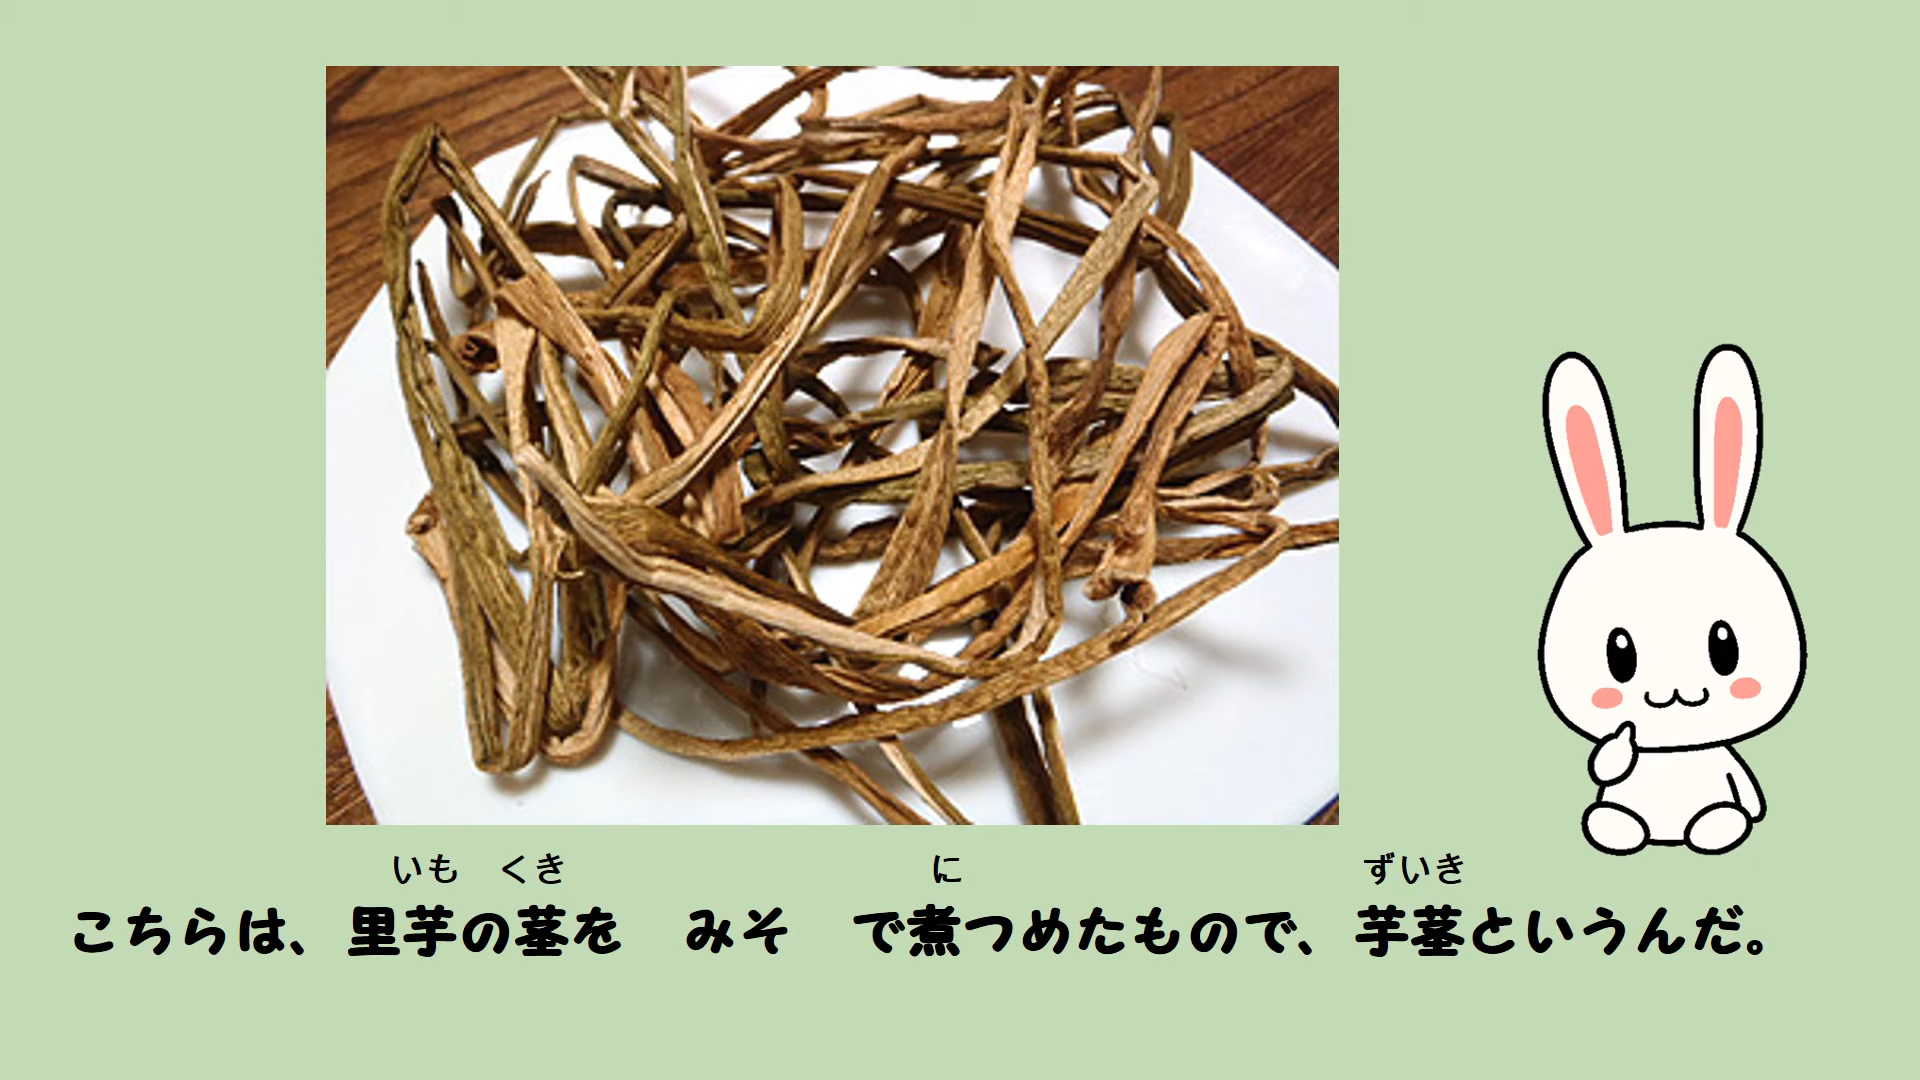 いも　くき　に　ずいき
こちらは、里芋の茎を　みそ　で煮つめたもので、芋茎というんだ。